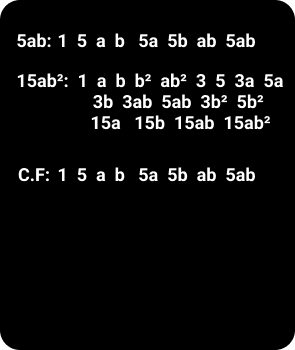 5ab: 1 5 a b 5a 5b ab 5ab
15ab²: 1 a b b² ab² 3 5 3a 5a
3b 3ab 5ab 3b² 5b²
15a 15b 15ab 15ab²
C.F: 1 5 a b 5a 5b ab 5ab